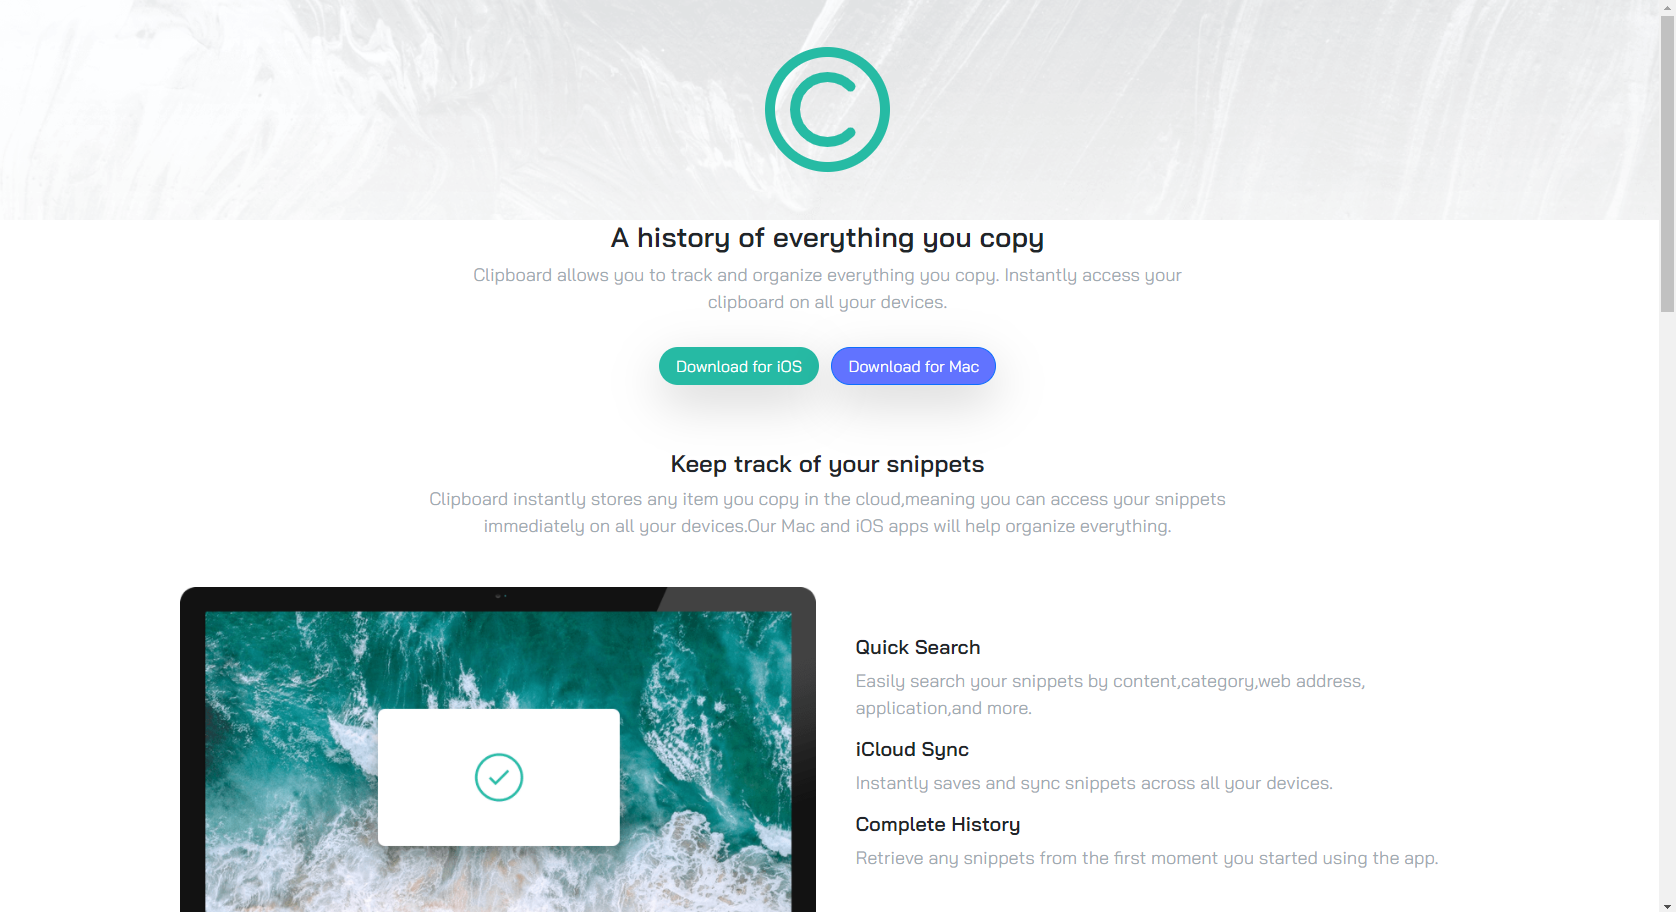 A history of everything you copy
Clipboard allows you to track and organize everything you copy. Instantly access your
clipboard on all your devices.
Download for iOS
Download for Mac
Keep track of your snippets
Clipboard instantly stores any item you copy in the cloud,meaning you can access your snippets
immediately on all your devices.Our Mac and iOS apps will help organize everything.
Quick Search
Easily search your snippets by content,category,web address,
application,and more.
iCloud Sync
Instantly saves and sync snippets across all your devices.
Complete History
Retrieve any snippets from the first moment you started using the app.